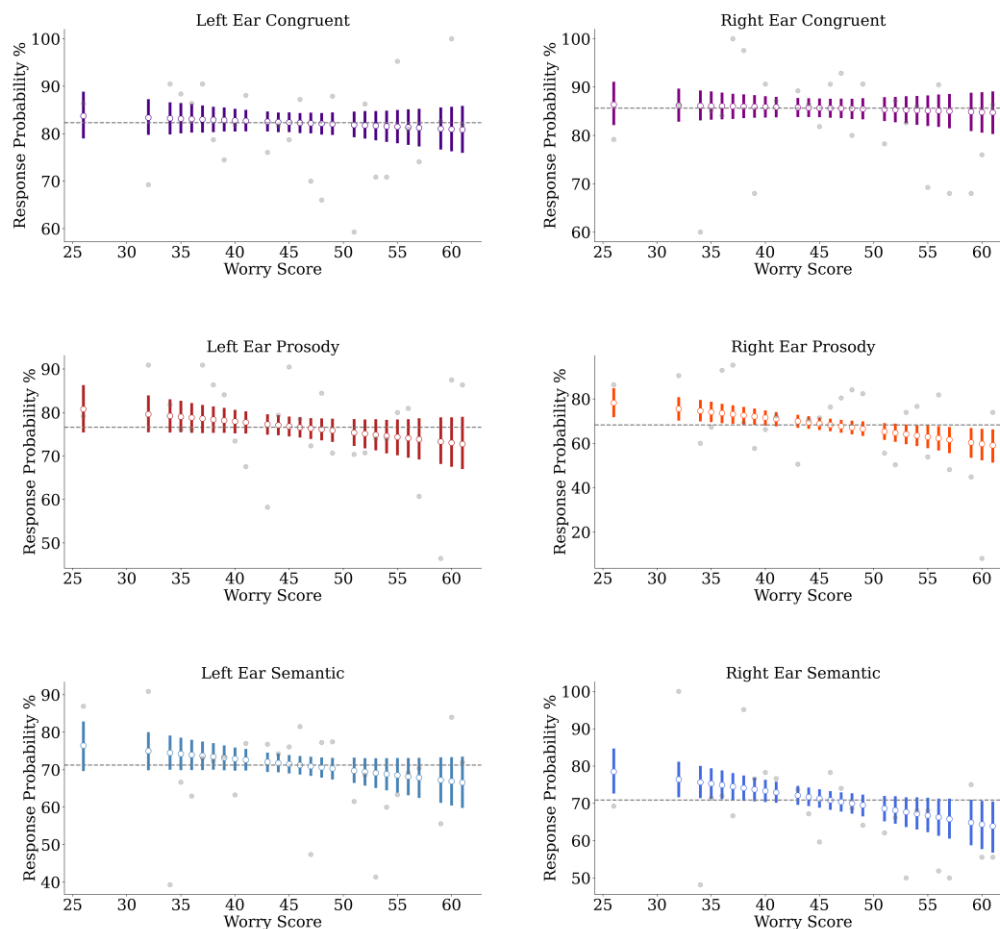 Left Ear Congruent
Response Probability %
100
90
80
70
60
25 30 35 40 45 50 55 60
Worry Score
Right Ear Congruent
Response Probability %
100
90
80
70
60
25 30 35 40 45 50 55 60
Worry Score
Left Ear Prosody
Response Probability %
90
80
70
60
50
25 30 35 40 45 50 55 60
Worry Score
Right Ear Prosody
Response Probability %
80
60
40
20
25 30 35 40 45 50 55 60
Worry Score
Left Ear Semantic
Response Probability %
90
80
70
60
50
40
25 30 35 40 45 50 55 60
Worry Score
Right Ear Semantic
Response Probability %
100
90
80
70
60
50
25 30 35 40 45 50 55 60
Worry Score